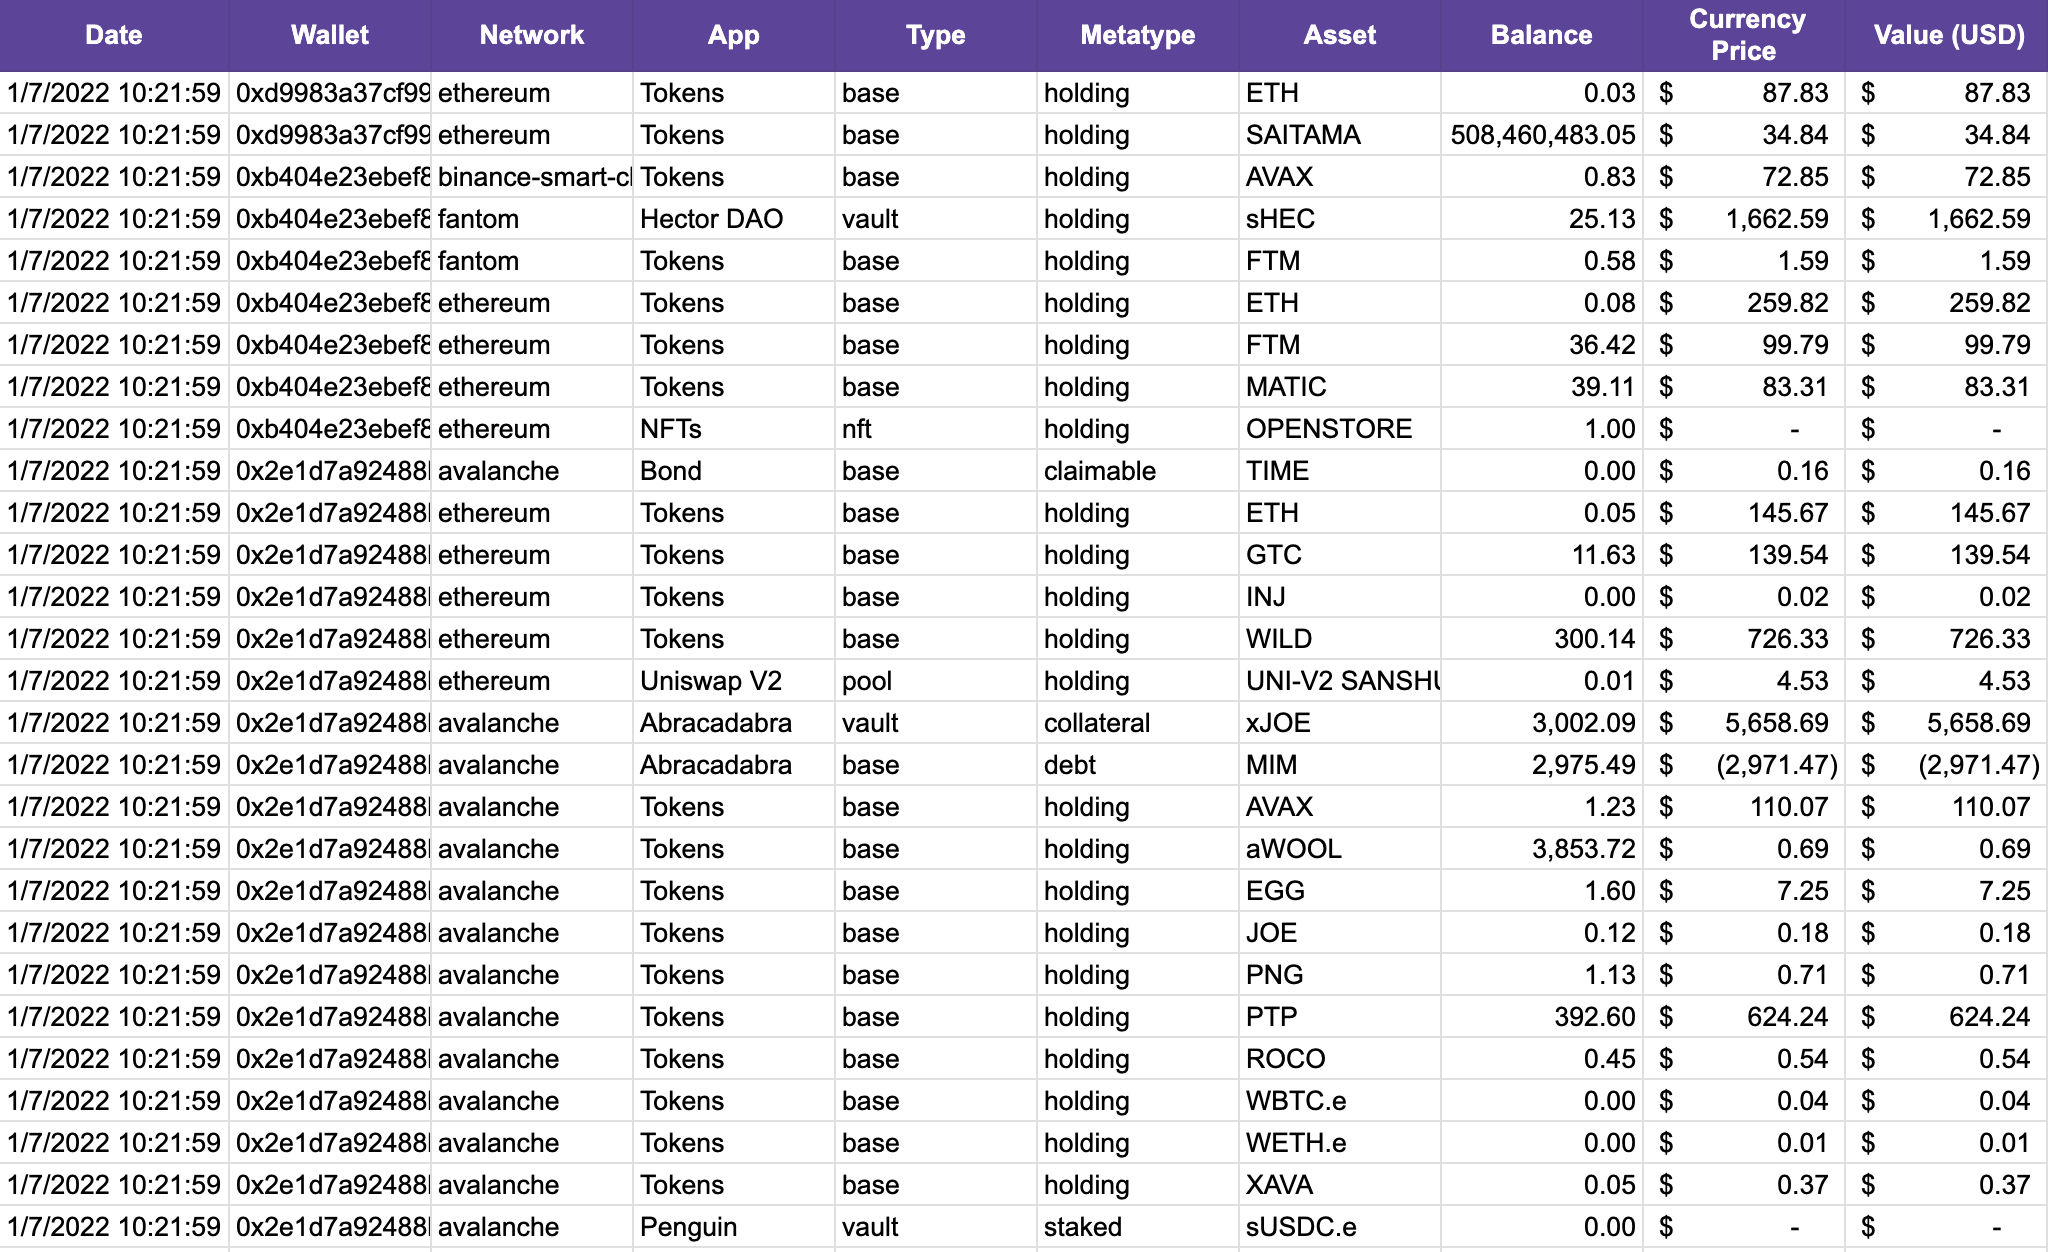 Date Wallet Network App Type Metatype Asset Balance Currency Price Value (USD)
1/7/2022 10:21:59 0xd9983a37cf99 ethereum Tokens base holding ETH 0.03 $ 87.83 $ 87.83
1/7/2022 10:21:59 0xd9983a37cf99 ethereum Tokens base holding SAITAMA 508,460,483.05 $ 34.84 $ 34.84
1/7/2022 10:21:59 0xb404e23ebef8 binance-smart-cl Tokens base holding AVAX 0.83 $ 72.85 $ 72.85
1/7/2022 10:21:59 0xb404e23ebef8 fantom Hector DAO vault holding sHEC 25.13 $ 1,662.59 $ 1,662.59
1/7/2022 10:21:59 0xb404e23ebef8 fantom Tokens base holding FTM 0.58 $ 1.59 $ 1.59
1/7/2022 10:21:59 0xb404e23ebef8 ethereum Tokens base holding ETH 0.08 $ 259.82 $ 259.82
1/7/2022 10:21:59 0xb404e23ebef8 ethereum Tokens base holding FTM 36.42 $ 99.79 $ 99.79
1/7/2022 10:21:59 0xb404e23ebef8 ethereum Tokens base holding MATIC 39.11 $ 83.31 $ 83.31
1/7/2022 10:21:59 0xb404e23ebef8 ethereum NFTs nft holding OPENSTORE 1.00 $ - $ -
1/7/2022 10:21:59 0x2e1d7a92488 avalanche Bond base claimable TIME 0.00 $ 0.16 $ 0.16
1/7/2022 10:21:59 0x2e1d7a92488 ethereum Tokens base holding ETH 0.05 $ 145.67 $ 145.67
1/7/2022 10:21:59 0x2e1d7a92488 ethereum Tokens base holding GTC 11.63 $ 139.54 $ 139.54
1/7/2022 10:21:59 0x2e1d7a92488 ethereum Tokens base holding INJ 0.00 $ 0.02 $ 0.02
1/7/2022 10:21:59 0x2e1d7a92488 ethereum Tokens base holding WILD 300.14 $ 726.33 $ 726.33
1/7/2022 10:21:59 0x2e1d7a92488 ethereum Uniswap V2 pool holding UNI-V2 SANSHU 0.01 $ 4.53 $ 4.53
1/7/2022 10:21:59 0x2e1d7a92488 avalanche Abracadabra vault collateral xJOE 3,002.09 $ 5,658.69 $ 5,658.69
1/7/2022 10:21:59 0x2e1d7a92488 avalanche Abracadabra base debt MIM 2,975.49 $ (2,971.47) $ (2,971.47)
1/7/2022 10:21:59 0x2e1d7a92488 avalanche Tokens base holding AVAX 1.23 $ 110.07 $ 110.07
1/7/2022 10:21:59 0x2e1d7a92488 avalanche Tokens base holding aWOOL 3,853.72 $ 0.69 $ 0.69
1/7/2022 10:21:59 0x2e1d7a92488 avalanche Tokens base holding EGG 1.60 $ 7.25 $ 7.25
1/7/2022 10:21:59 0x2e1d7a92488 avalanche Tokens base holding JOE 0.12 $ 0.18 $ 0.18
1/7/2022 10:21:59 0x2e1d7a92488 avalanche Tokens base holding PNG 1.13 $ 0.71 $ 0.71
1/7/2022 10:21:59 0x2e1d7a92488 avalanche Tokens base holding PTP 392.60 $ 624.24 $ 624.24
1/7/2022 10:21:59 0x2e1d7a92488 avalanche Tokens base holding ROCO 0.45 $ 0.54 $ 0.54
1/7/2022 10:21:59 0x2e1d7a92488 avalanche Tokens base holding WBTC.e 0.00 $ 0.04 $ 0.04
1/7/2022 10:21:59 0x2e1d7a92488 avalanche Tokens base holding WETH.e 0.00 $ 0.01 $ 0.01
1/7/2022 10:21:59 0x2e1d7a92488 avalanche Tokens base holding XAVA 0.05 $ 0.37 $ 0.37
1/7/2022 10:21:59 0x2e1d7a92488 avalanche Penguin vault staked sUSDC.e 0.00 $ - $ -